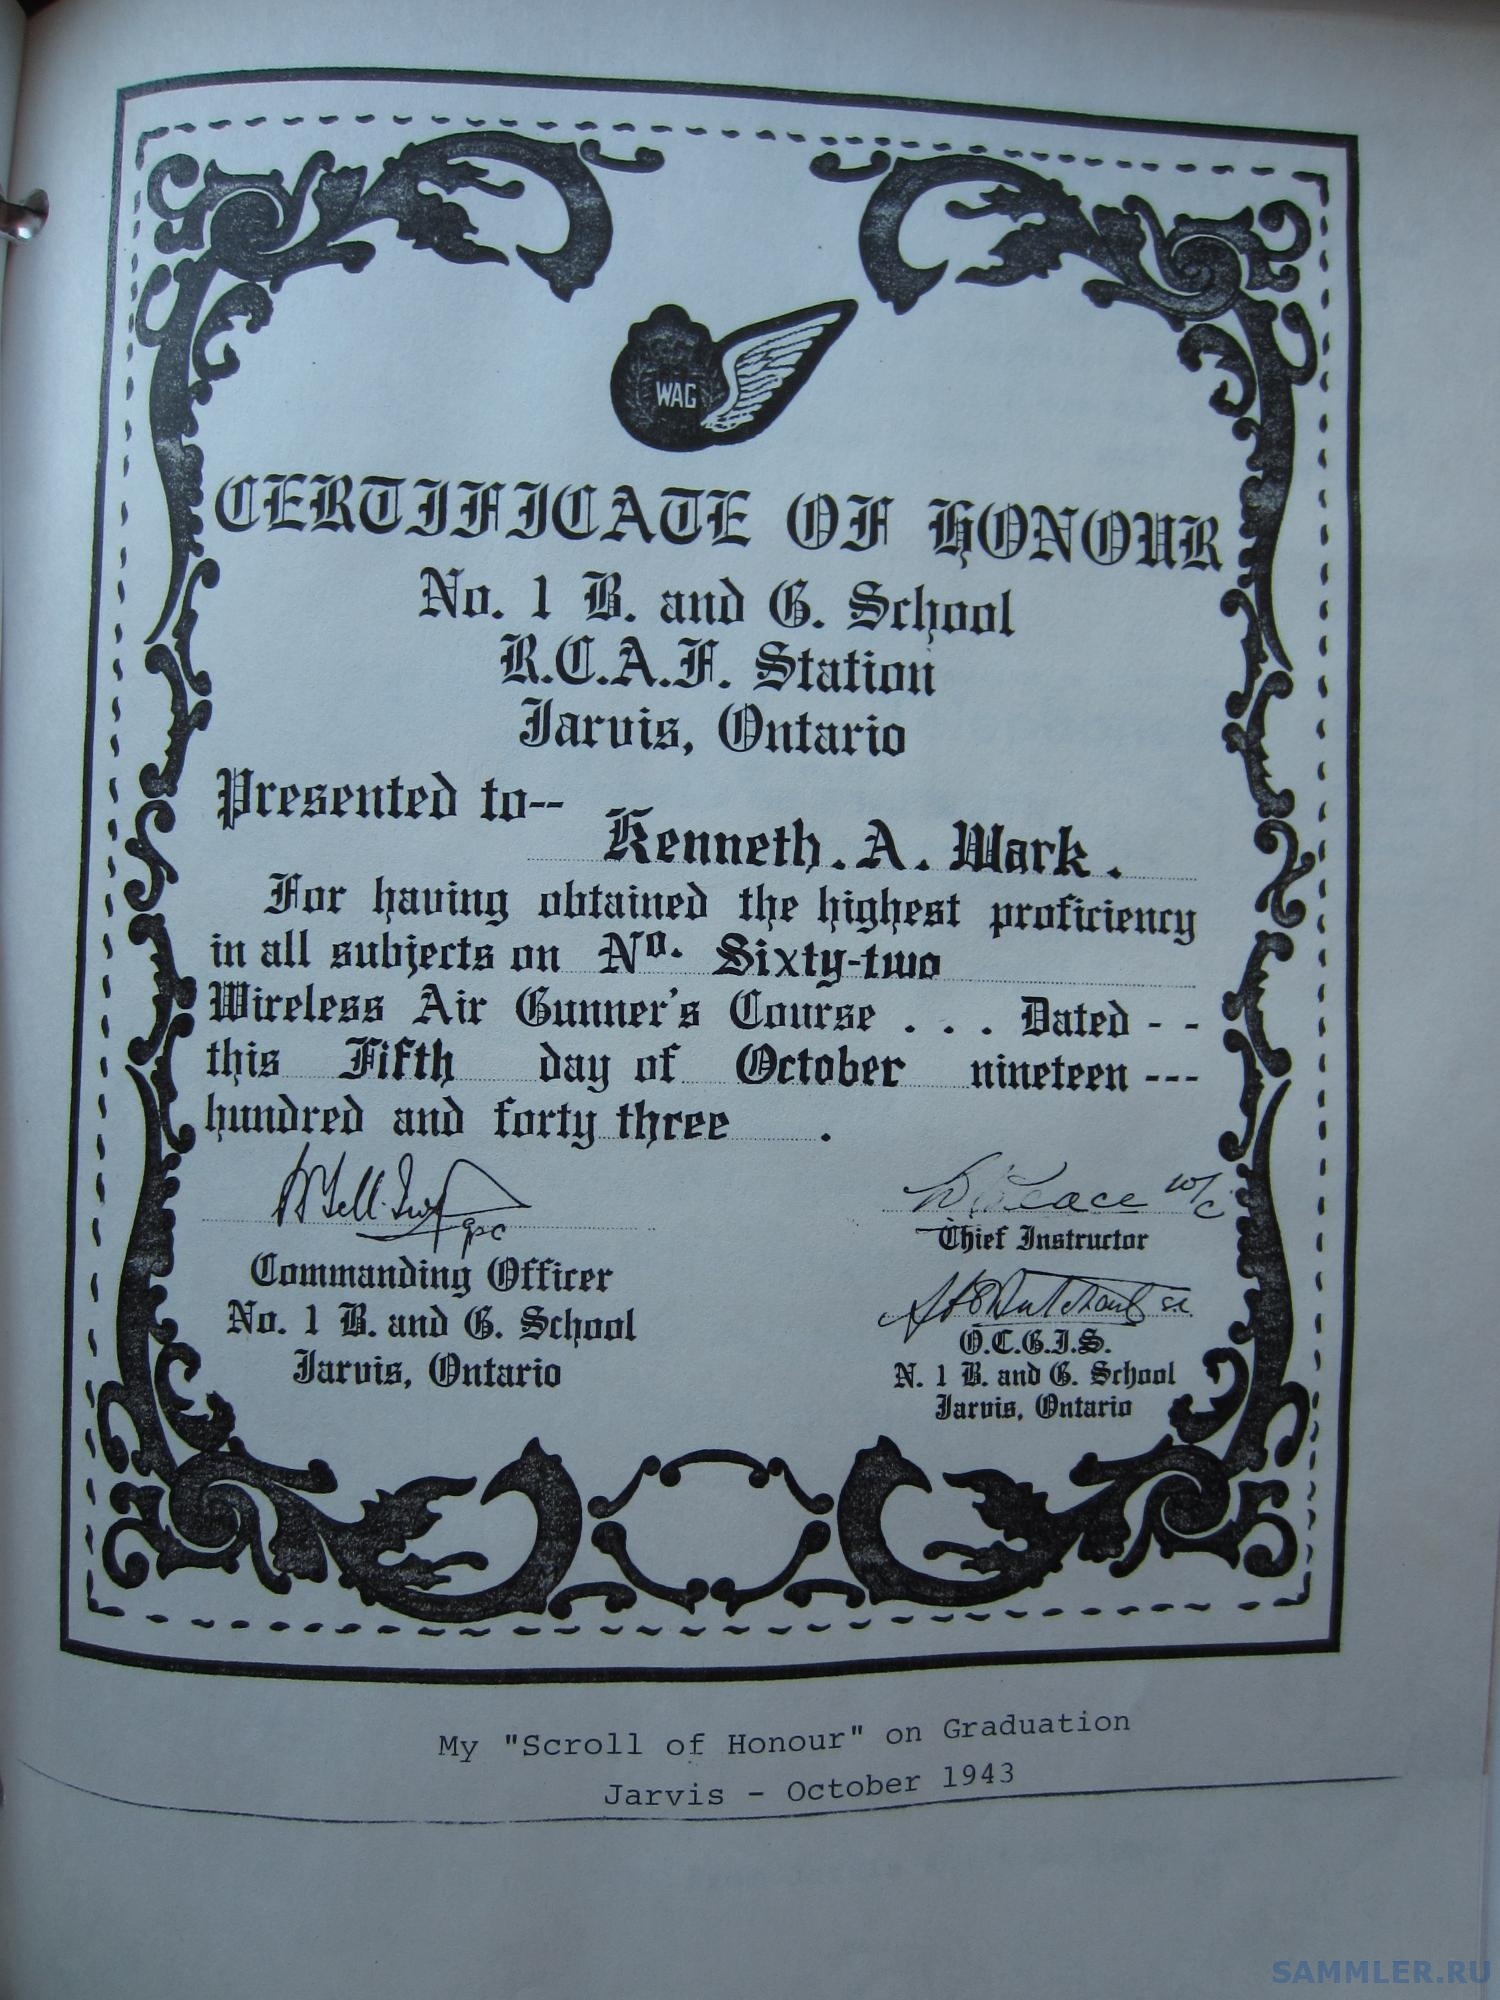 WAG
CERTIFICATE OF HONOUR
No. 1 B. and G. School
R.C.A.F. Station
Jarvis, Ontario
Presented to--
Kenneth. A. Wark.
For having obtained the highest proficiency
in all subjects on No. Sixty-two
Wireless Air Gunner's Course . . . Dated - -
this Fifth day of October nineteen ---
hundred and forty three .
gpc
Peace w/c
Chief Instructor
Commanding Officer
No. 1 B. and G. School
Jarvis, Ontario
O.C.G.I.S.
N. 1 B. and G. School
Jarvis, Ontario
My "Scroll of Honour" on Graduation
Jarvis - October 1943
SAMMLER.RU